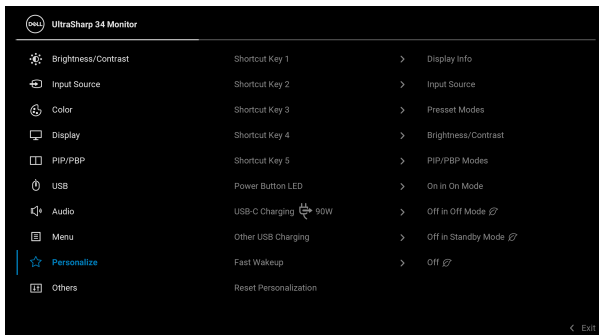 DELL UltraSharp 34 Monitor
Brightness/Contrast Shortcut Key 1 > Display Info
Input Source Shortcut Key 2 > Input Source
Color Shortcut Key 3 > Presset Modes
Display Shortcut Key 4 > Brightness/Contrast
PIP/PBP Shortcut Key 5 > PIP/PBP Modes
USB Power Button LED > On in On Mode
Audio USB-C Charging 90W > Off in Off Mode
Menu Other USB Charging > Off in Standby Mode
Personalize Fast Wakeup > Off
Others Reset Personalization
< Exit